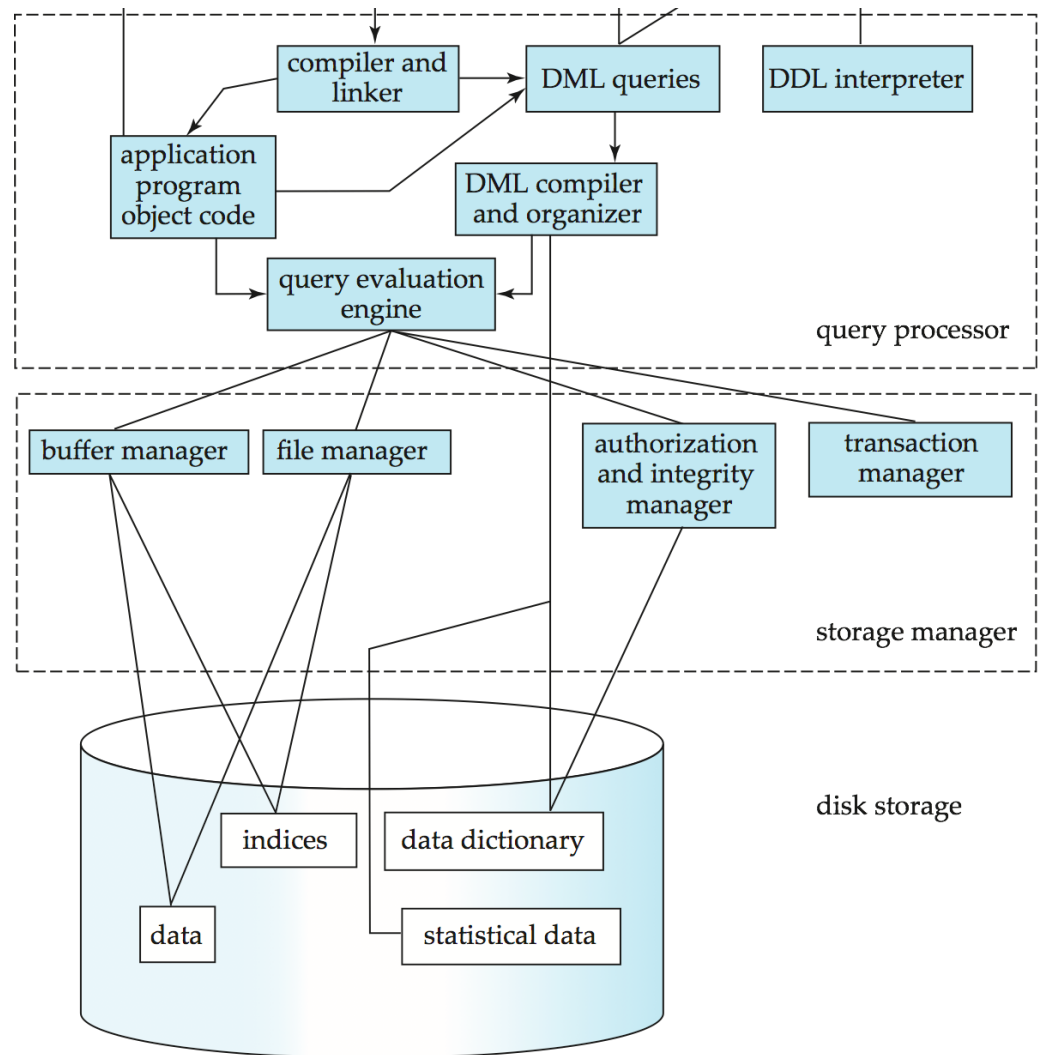 compiler and
linker
DML queries
DDL interpreter
application
program
object code
DML compiler
and organizer
query evaluation
engine
query processor
buffer manager
file manager
authorization
and integrity
manager
transaction
manager
storage manager
disk storage
indices
data dictionary
data
statistical data